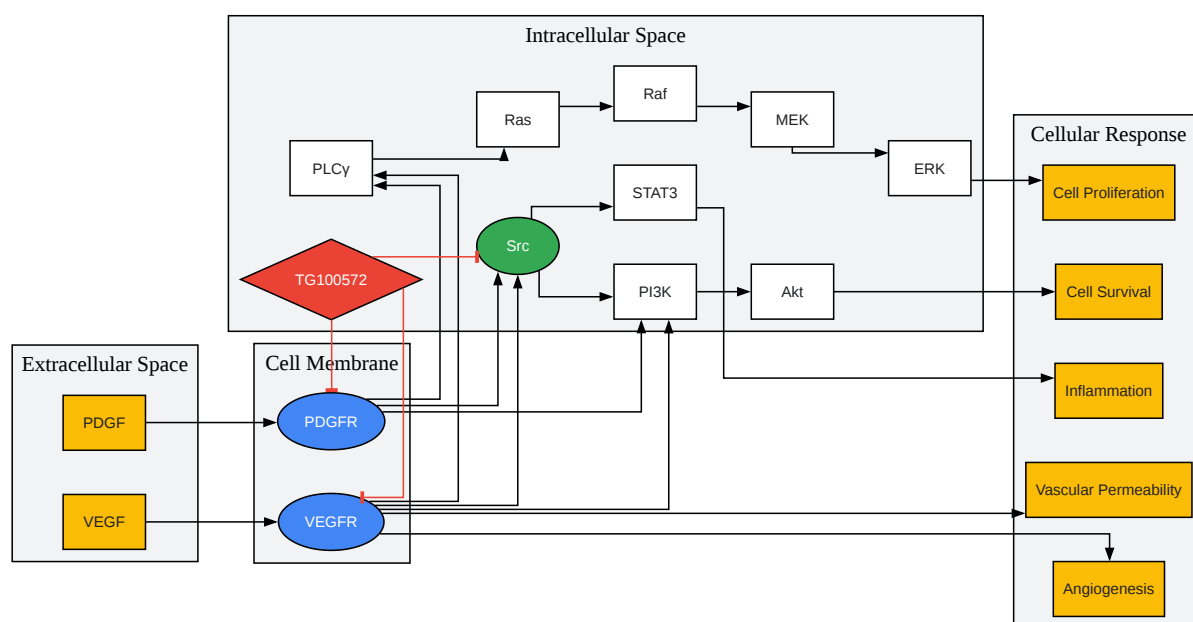 Intracellular Space
Raf
Ras
MEK
PLCγ
ERK
STAT3
Src
TG100572
PI3K
Akt
Extracellular Space
PDGF
VEGF
Cell Membrane
PDGFR
VEGFR
Cellular Response
Cell Proliferation
Cell Survival
Inflammation
Vascular Permeability
Angiogenesis